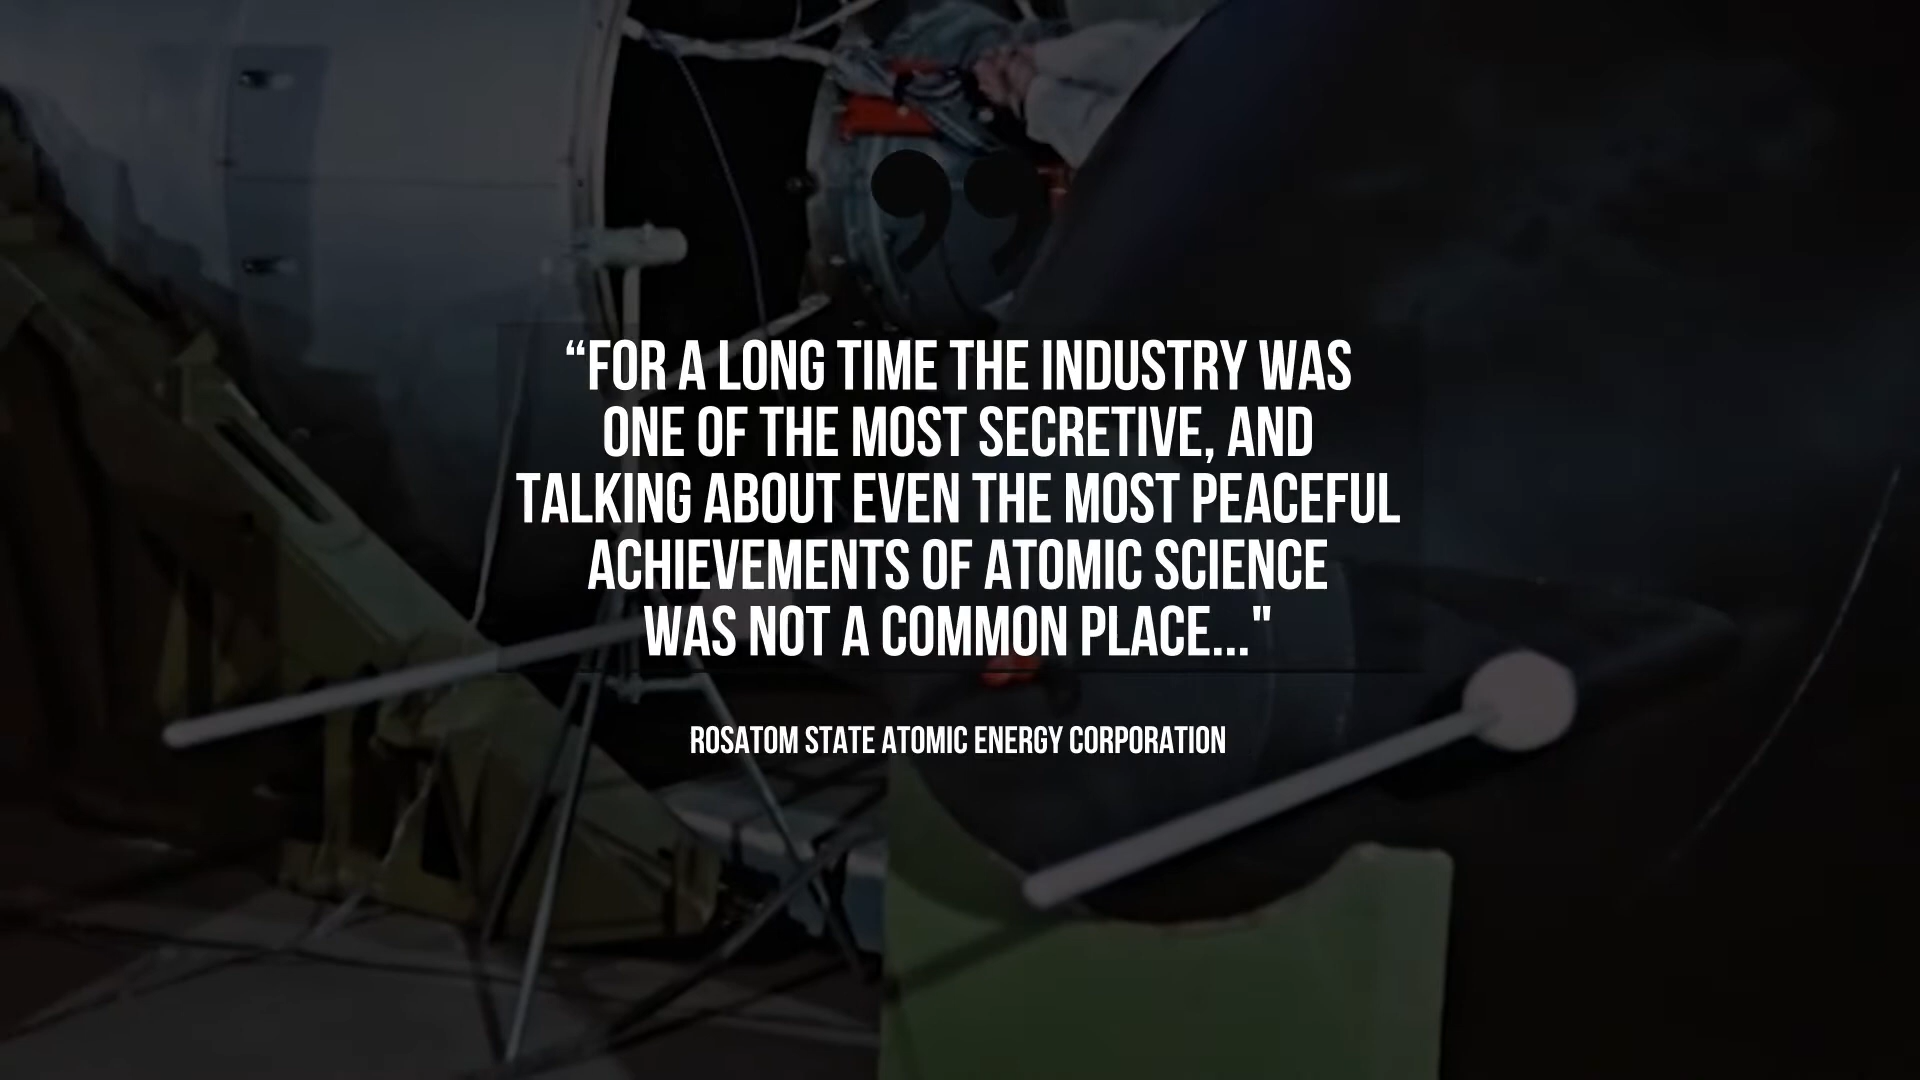 ”
“FOR A LONG TIME THE INDUSTRY WAS
ONE OF THE MOST SECRETIVE, AND
TALKING ABOUT EVEN THE MOST PEACEFUL
ACHIEVEMENTS OF ATOMIC SCIENCE
WAS NOT A COMMON PLACE..."
ROSATOM STATE ATOMIC ENERGY CORPORATION